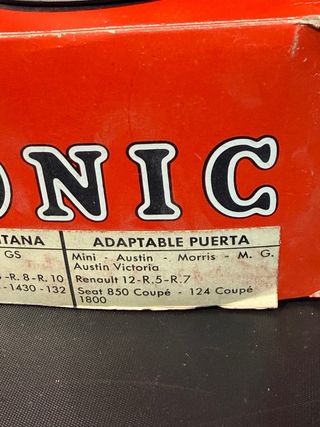 ONIC
TANA
GS
-R. 8-R. 10
-1430-132
ADAPTABLE PUERTA
Mini - Austin - Morris - M. G.
Austin Victoria
Renault 12-R.5-R.7
Seat 850 Coupé - 124 Coupé
1800